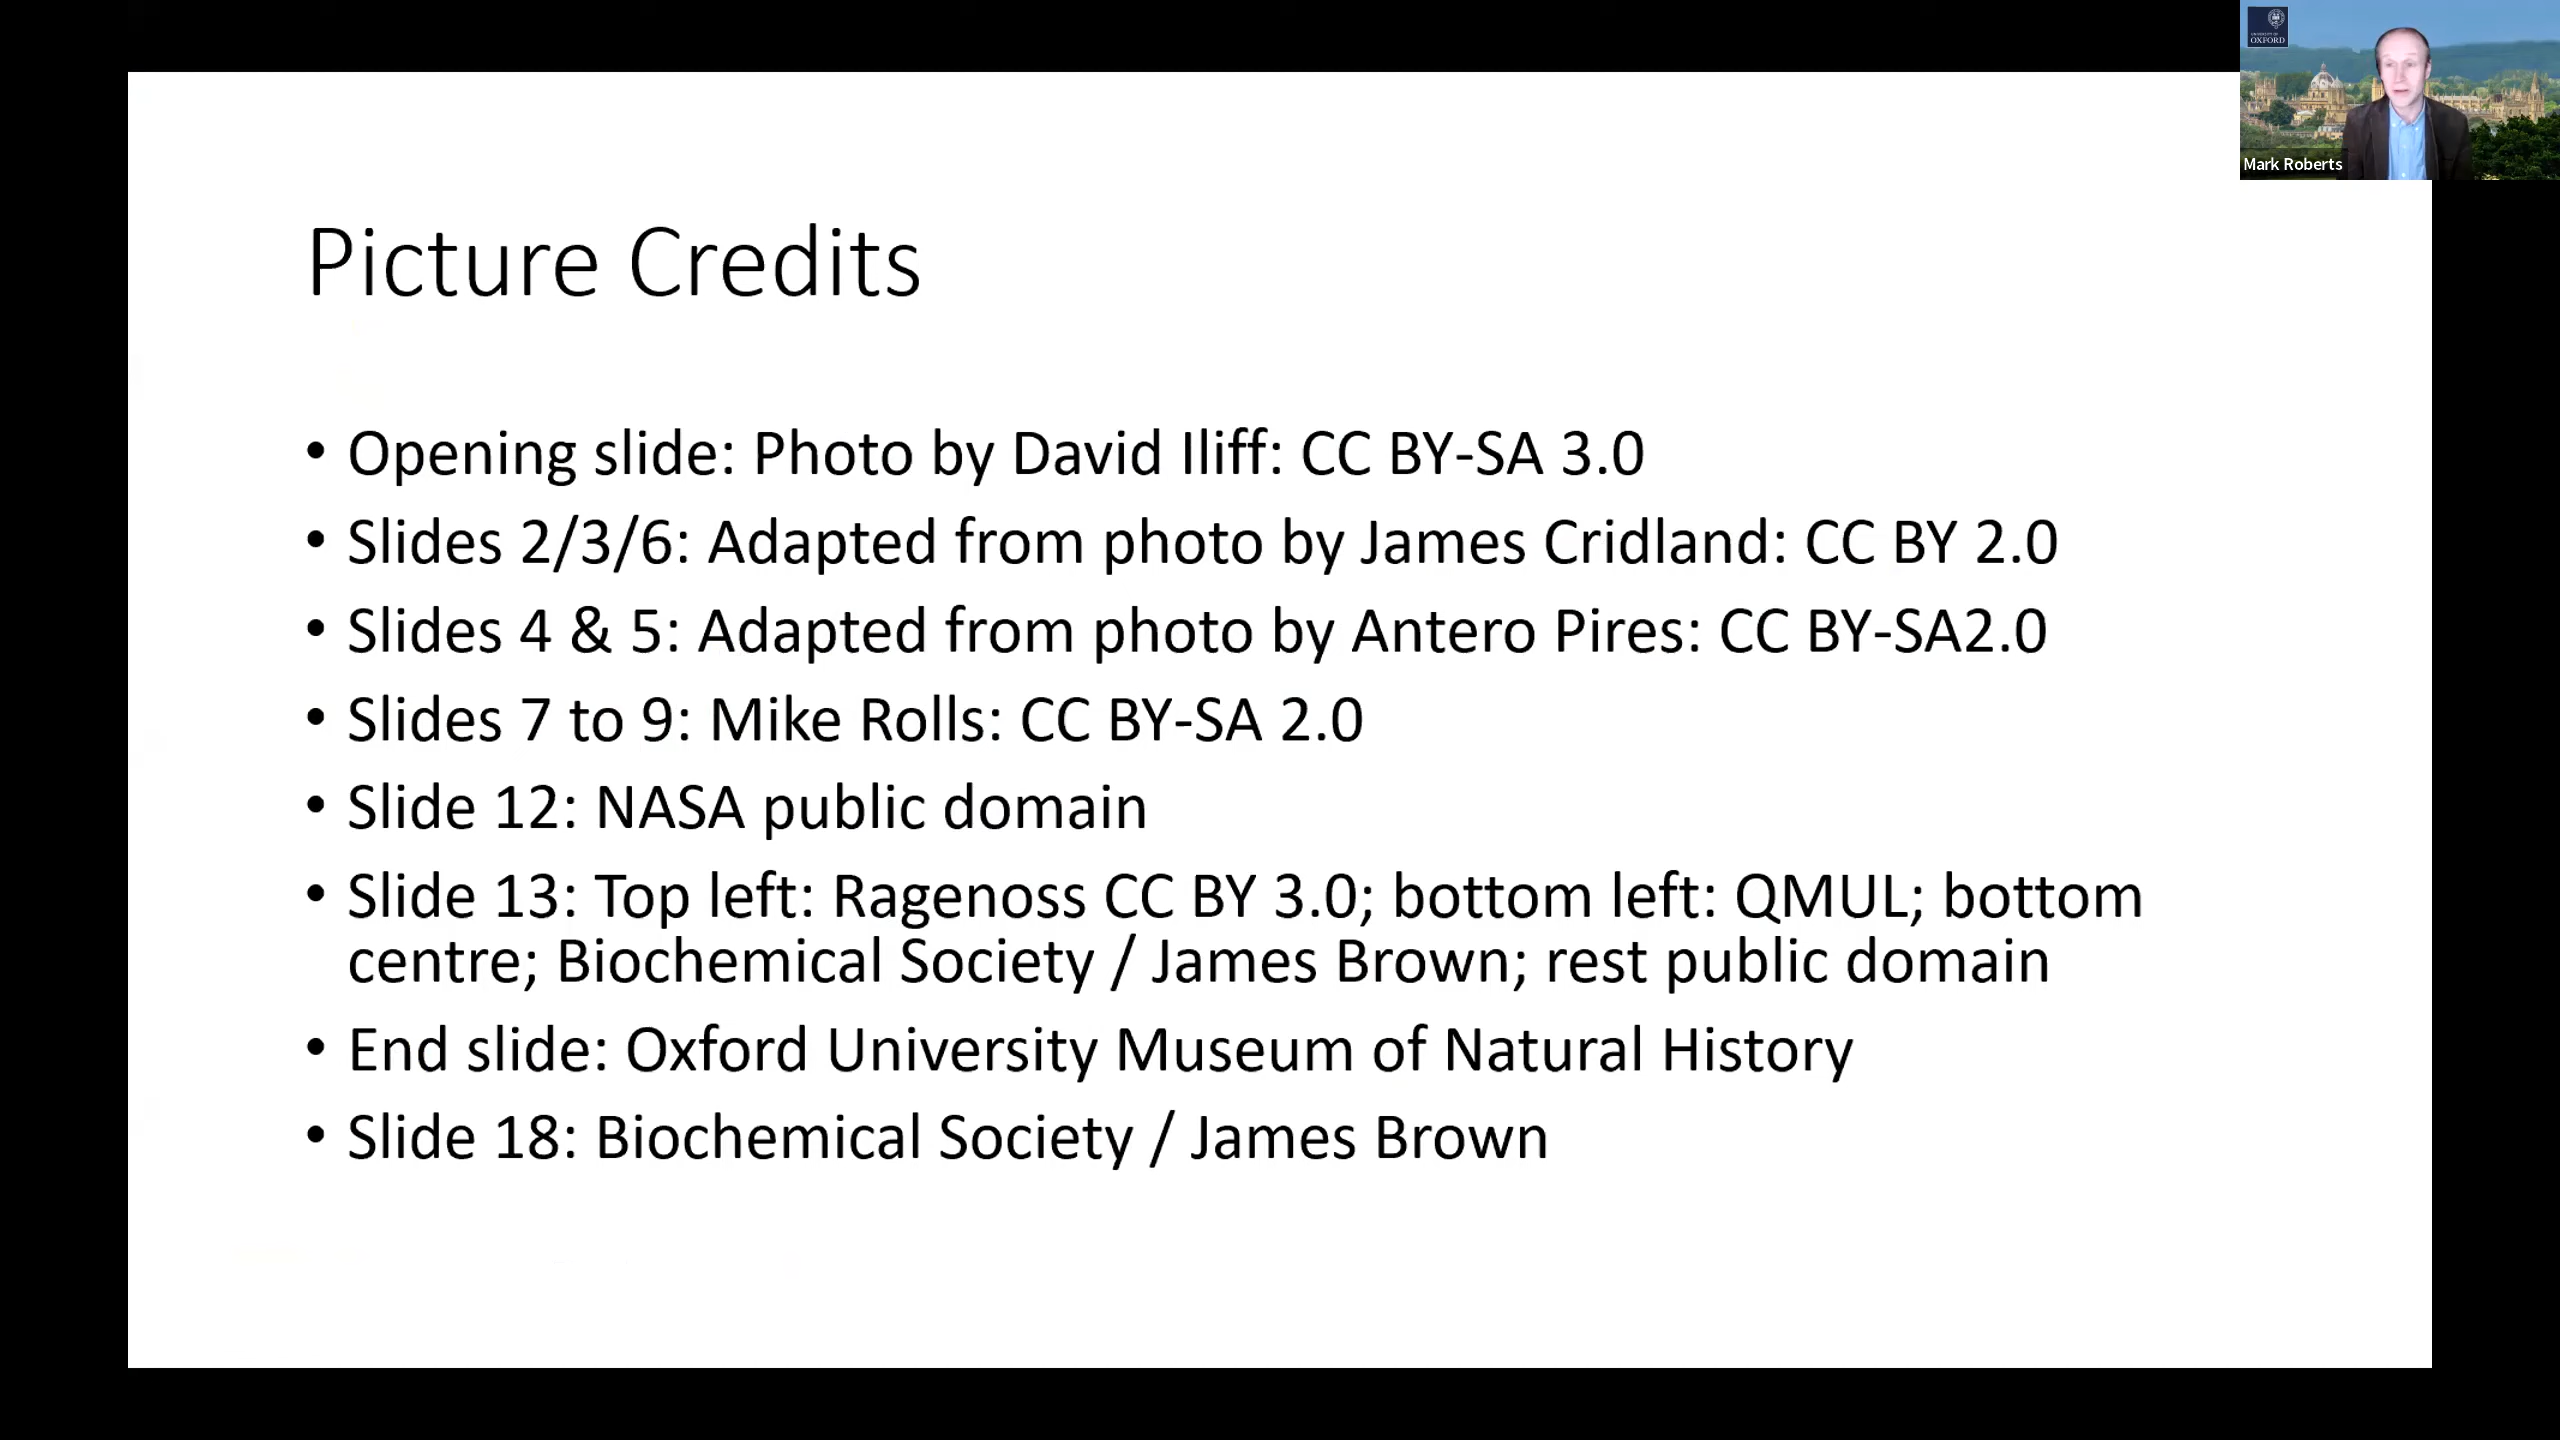 UNIVERSITY OF
OXFORD
Mark Roberts
Picture Credits
• Opening slide: Photo by David Iliff: CC BY-SA 3.0
• Slides 2/3/6: Adapted from photo by James Cridland: CC BY 2.0
• Slides 4 & 5: Adapted from photo by Antero Pires: CC BY-SA2.0
• Slides 7 to 9: Mike Rolls: CC BY-SA 2.0
• Slide 12: NASA public domain
• Slide 13: Top left: Ragenoss CC BY 3.0; bottom left: QMUL; bottom
centre; Biochemical Society / James Brown; rest public domain
• End slide: Oxford University Museum of Natural History
• Slide 18: Biochemical Society / James Brown